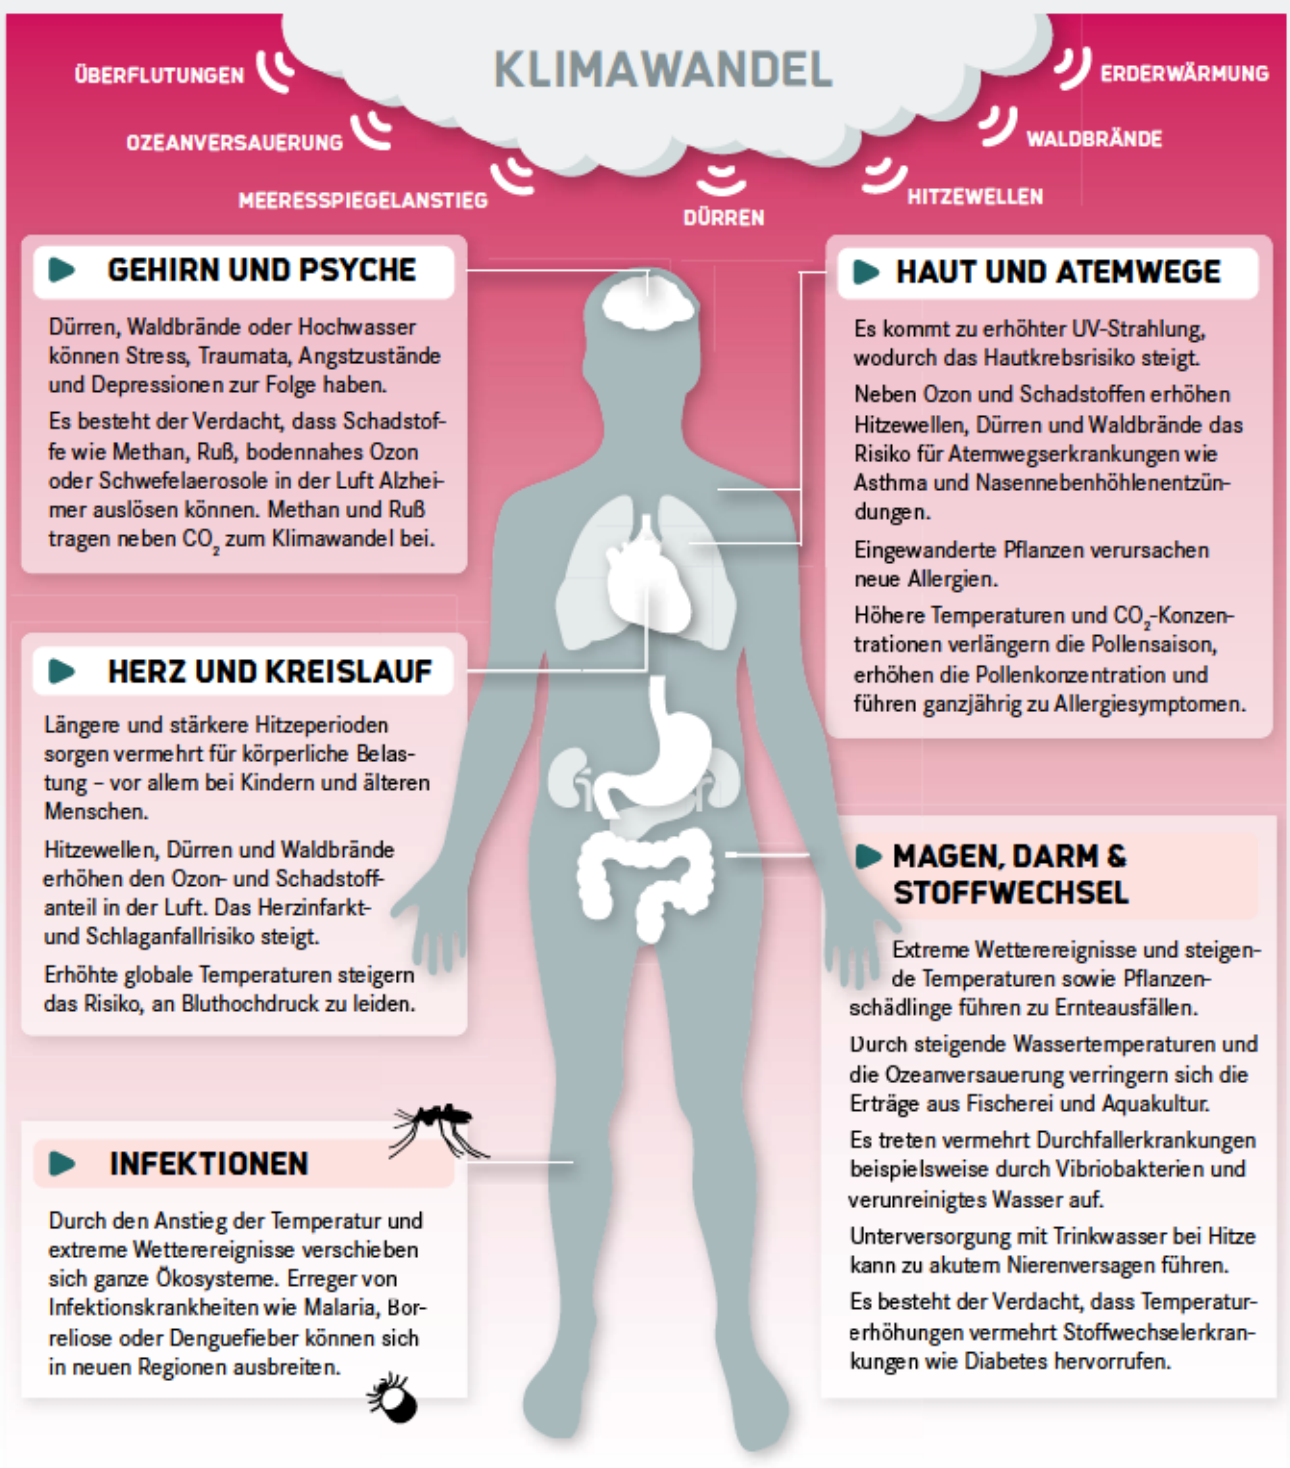 KLIMAWANDEL
ÜBERFLUTUNGEN
OZEANVERSAUERUNG
MEERESSPIEGELANSTIEG
DÜRREN
HITZEWELLEN
WALDBRÄNDE
ERDERWÄRMUNG
GEHIRN UND PSYCHE
Dürren, Waldbrände oder Hochwasser
können Stress, Traumata, Angstzustände
und Depressionen zur Folge haben.
Es besteht der Verdacht, dass Schadstof-
fe wie Methan, Ruß, bodennahes Ozon
oder Schwefelaerosole in der Luft Alzhei-
mer auslösen können. Methan und Ruß
tragen neben CO₂ zum Klimawandel bei.
HERZ UND KREISLAUF
Längere und stärkere Hitzeperioden
sorgen vermehrt für körperliche Belas-
tung – vor allem bei Kindern und älteren
Menschen.
Hitzewellen, Dürren und Waldbrände
erhöhen den Ozon- und Schadstoff-
anteil in der Luft. Das Herzinfarkt-
und Schlaganfallrisiko steigt.
Erhöhte globale Temperaturen steigern
das Risiko, an Bluthochdruck zu leiden.
INFEKTIONEN
Durch den Anstieg der Temperatur und
extreme Wetterereignisse verschieben
sich ganze Ökosysteme. Erreger von
Infektionskrankheiten wie Malaria, Bor-
reliose oder Denguefieber können sich
in neuen Regionen ausbreiten.
HAUT UND ATEMWEGE
Es kommt zu erhöhter UV-Strahlung,
wodurch das Hautkrebsrisiko steigt.
Neben Ozon und Schadstoffen erhöhen
Hitzewellen, Dürren und Waldbrände das
Risiko für Atemwegserkrankungen wie
Asthma und Nasennebenhöhlenentzün-
dungen.
Eingewanderte Pflanzen verursachen
neue Allergien.
Höhere Temperaturen und CO₂-Konzen-
trationen verlängern die Pollensaison,
erhöhen die Pollenkonzentration und
führen ganzjährig zu Allergiesymptomen.
MAGEN, DARM &
STOFFWECHSEL
Extreme Wetterereignisse und steigen-
de Temperaturen sowie Pflanzen-
schädlinge führen zu Ernteausfällen.
Durch steigende Wassertemperaturen und
die Ozeanversauerung verringern sich die
Erträge aus Fischerei und Aquakultur.
Es treten vermehrt Durchfallerkrankungen
beispielsweise durch Vibriobakterien und
verunreinigtes Wasser auf.
Unterversorgung mit Trinkwasser bei Hitze
kann zu akutem Nierenversagen führen.
Es besteht der Verdacht, dass Temperatur-
erhöhungen vermehrt Stoffwechselerkran-
kungen wie Diabetes hervorrufen.